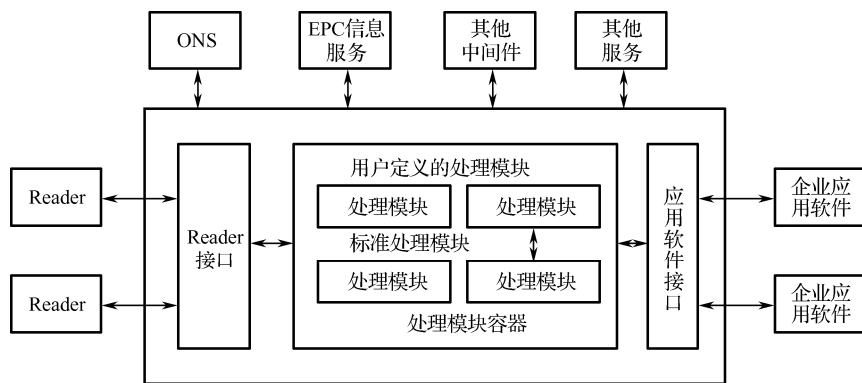 ONS
EPC信息
服务
其他
中间件
其他
服务
Reader
Reader
Reader
接口
用户定义的处理模块
处理模块
处理模块
标准处理模块
处理模块
处理模块
处理模块容器
应用软件接口
企业应
用软件
企业应
用软件